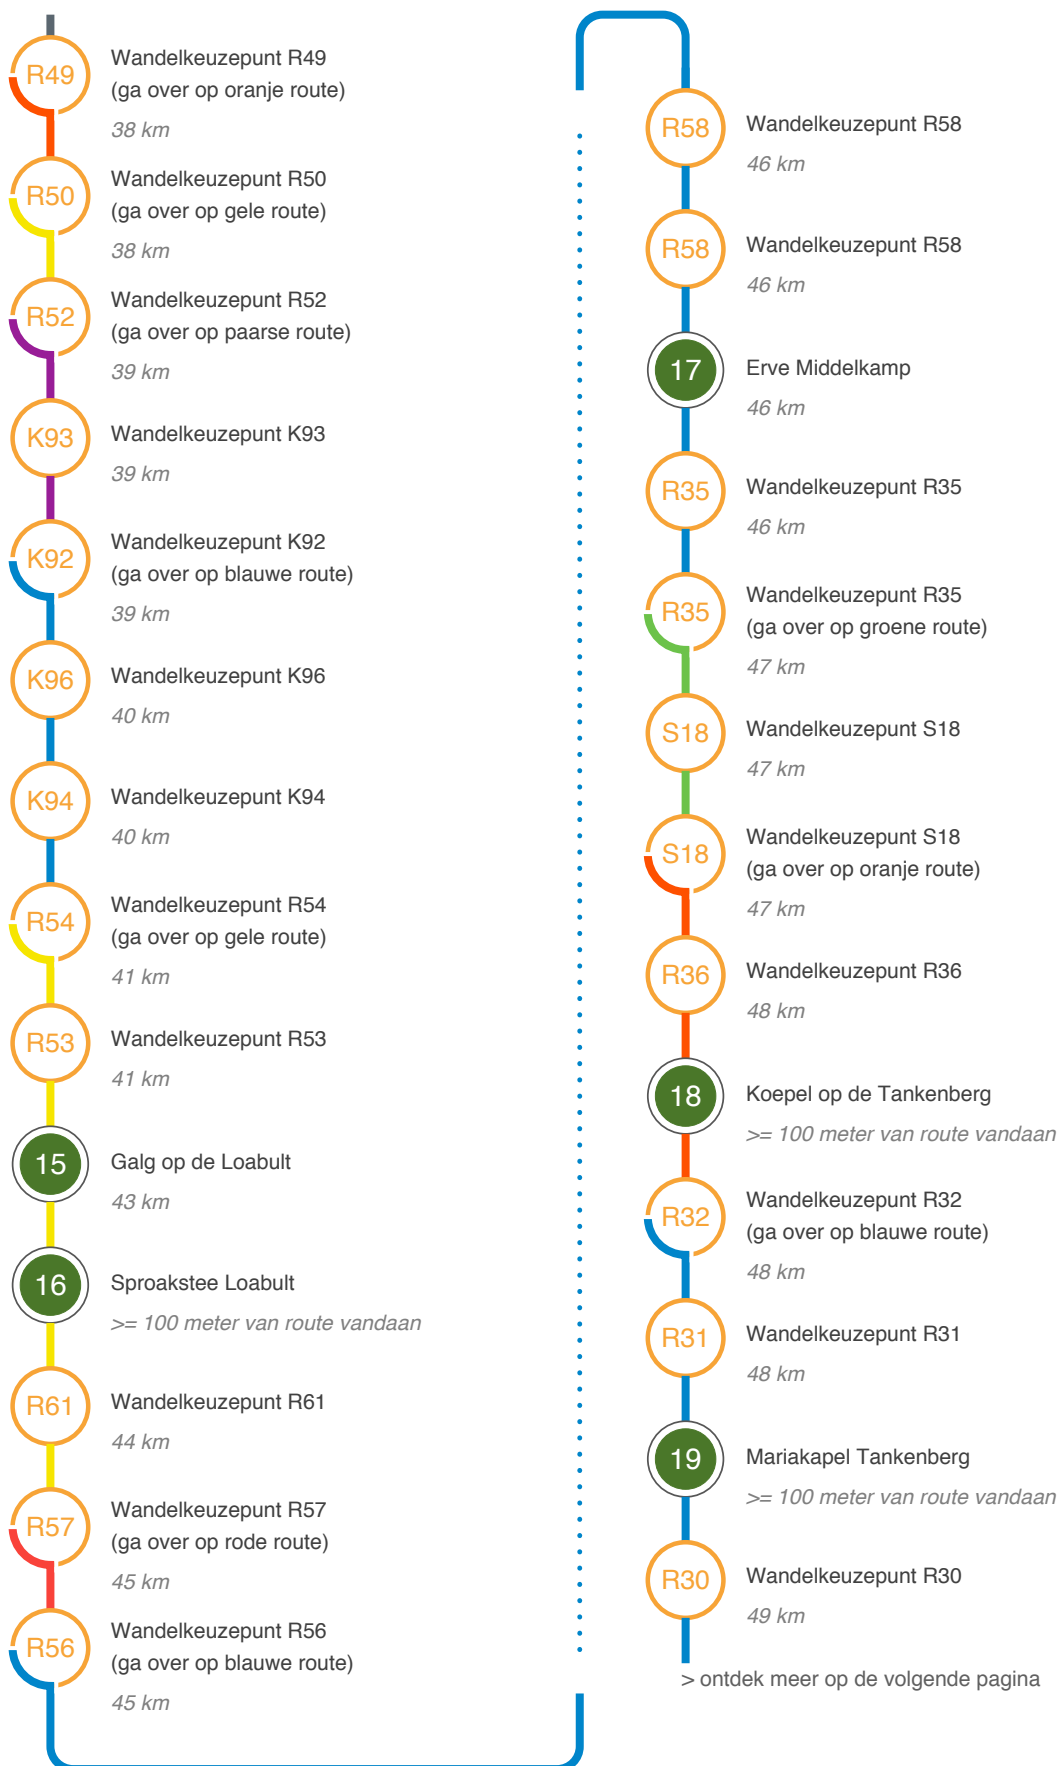 R49
Wandelkeuzepunt R49
(ga over op oranje route)
38 km
R50
Wandelkeuzepunt R50
(ga over op gele route)
38 km
R52
Wandelkeuzepunt R52
(ga over op paarse route)
39 km
K93
Wandelkeuzepunt K93
39 km
K92
Wandelkeuzepunt K92
(ga over op blauwe route)
39 km
K96
Wandelkeuzepunt K96
40 km
K94
Wandelkeuzepunt K94
40 km
R54
Wandelkeuzepunt R54
(ga over op gele route)
41 km
R53
Wandelkeuzepunt R53
41 km
15
Galg op de Loabult
43 km
16
Sproakstee Loabult
>= 100 meter van route vandaan
R61
Wandelkeuzepunt R61
44 km
R57
Wandelkeuzepunt R57
(ga over op rode route)
45 km
R56
Wandelkeuzepunt R56
(ga over op blauwe route)
45 km
R58
Wandelkeuzepunt R58
46 km
R58
Wandelkeuzepunt R58
46 km
17
Erve Middelkamp
46 km
R35
Wandelkeuzepunt R35
46 km
R35
Wandelkeuzepunt R35
(ga over op groene route)
47 km
S18
Wandelkeuzepunt S18
47 km
S18
Wandelkeuzepunt S18
(ga over op oranje route)
47 km
R36
Wandelkeuzepunt R36
48 km
18
Koepel op de Tankenberg
>= 100 meter van route vandaan
R32
Wandelkeuzepunt R32
(ga over op blauwe route)
48 km
R31
Wandelkeuzepunt R31
48 km
19
Mariakapel Tankenberg
>= 100 meter van route vandaan
R30
Wandelkeuzepunt R30
49 km
> ontdek meer op de volgende pagina